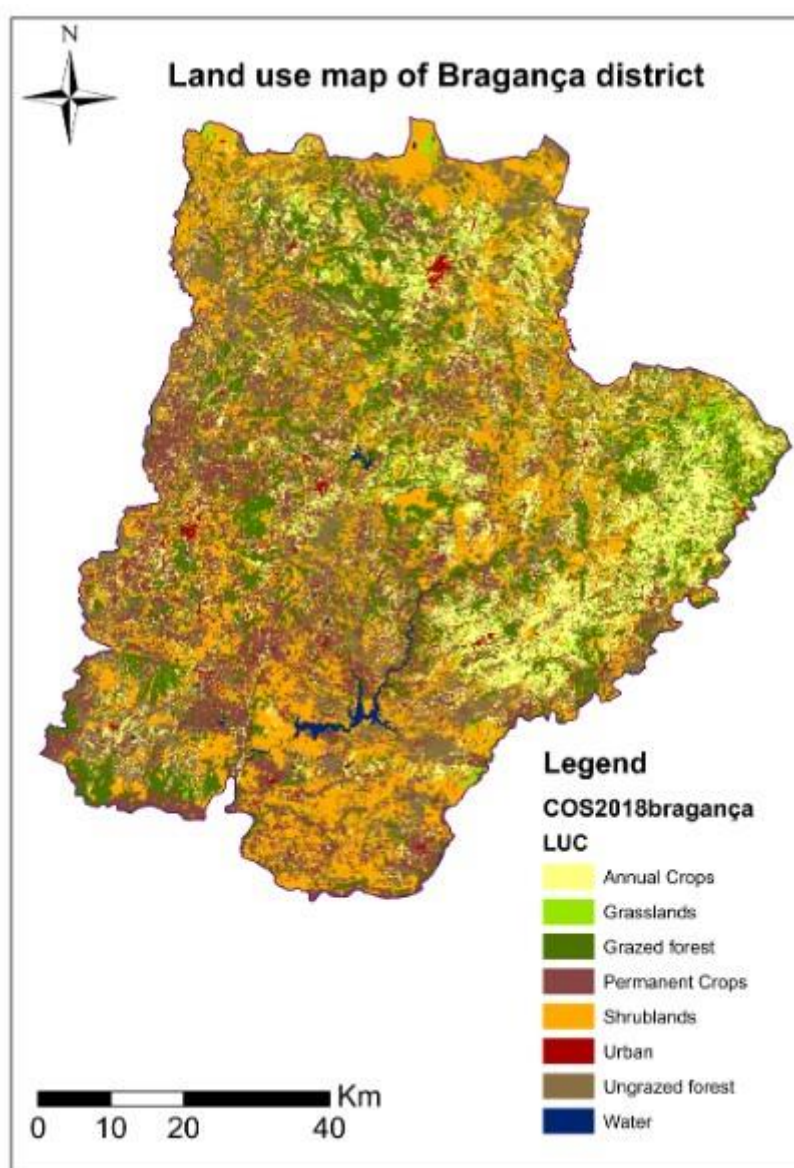 N
Land use map of Bragança district
Legend
COS2018bragança
LUC
Annual Crops
Grasslands
Grazed forest
Permanent Crops
Shrublands
Urban
Ungrazed forest
Water
Km
0 10 20 40